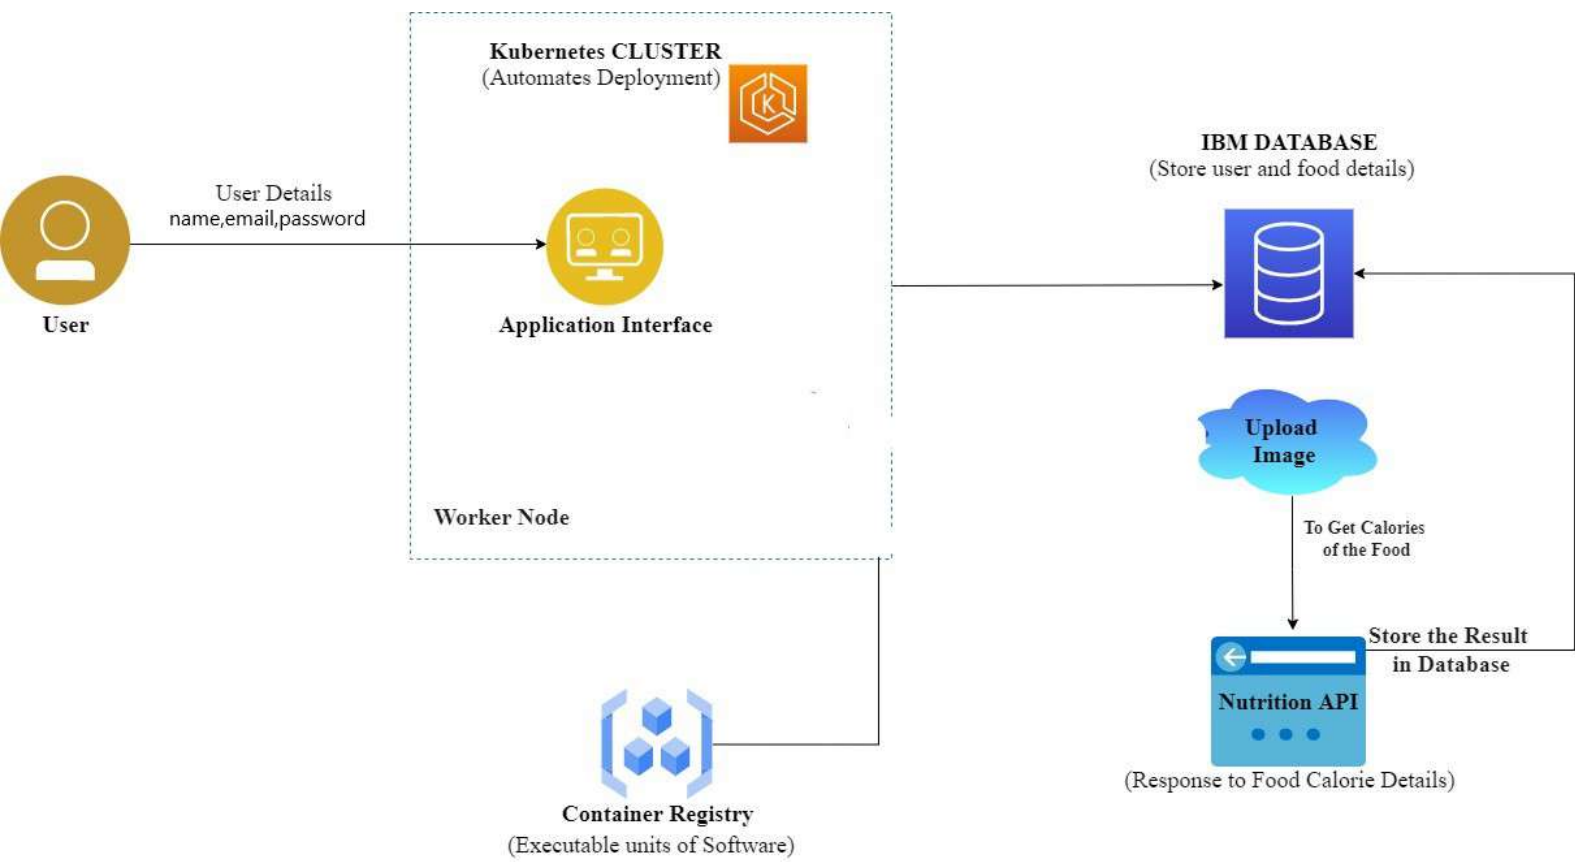 Kubernetes CLUSTER
(Automates Deployment)
K
IBM DATABASE
(Store user and food details)
User Details
name,email,password
User
Application Interface
Upload
Image
Worker Node
To Get Calories
of the Food
Store the Result
in Database
Nutrition API
(Response to Food Calorie Details)
Container Registry
(Executable units of Software)